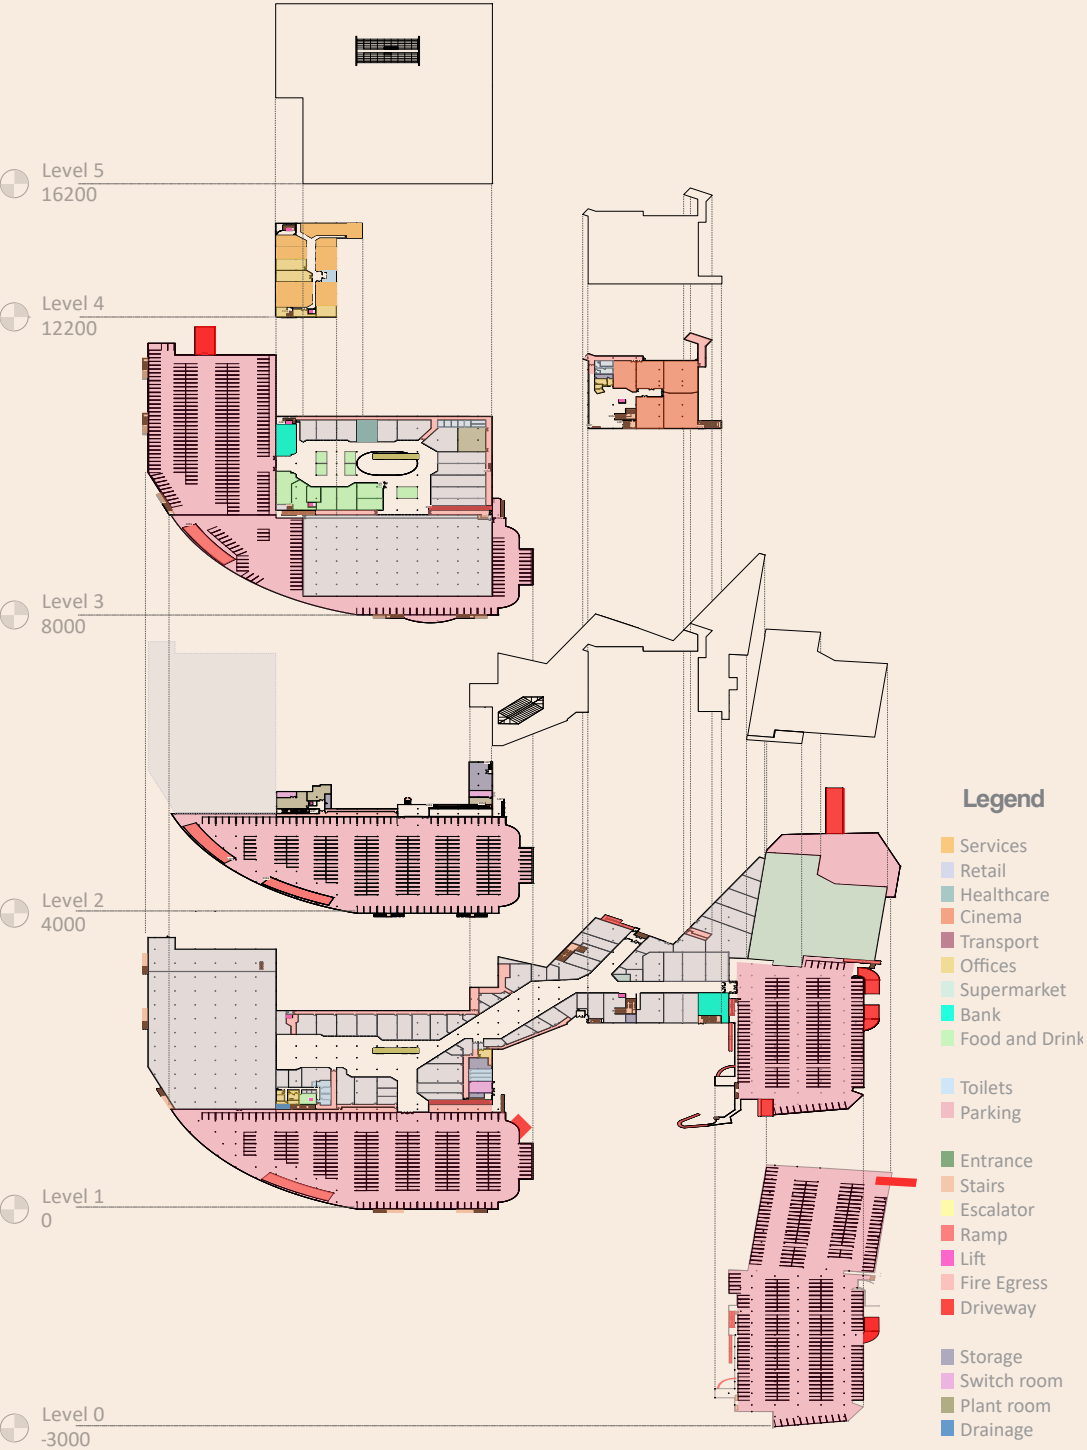 Level 5
16200
Level 4
12200
Level 3
8000
Level 2
4000
Level 1
0
Level 0
-3000
Legend
Services
Retail
Healthcare
Cinema
Transport
Offices
Supermarket
Bank
Food and Drink
Toilets
Parking
Entrance
Stairs
Escalator
Ramp
Lift
Fire Egress
Driveway
Storage
Switch room
Plant room
Drainage